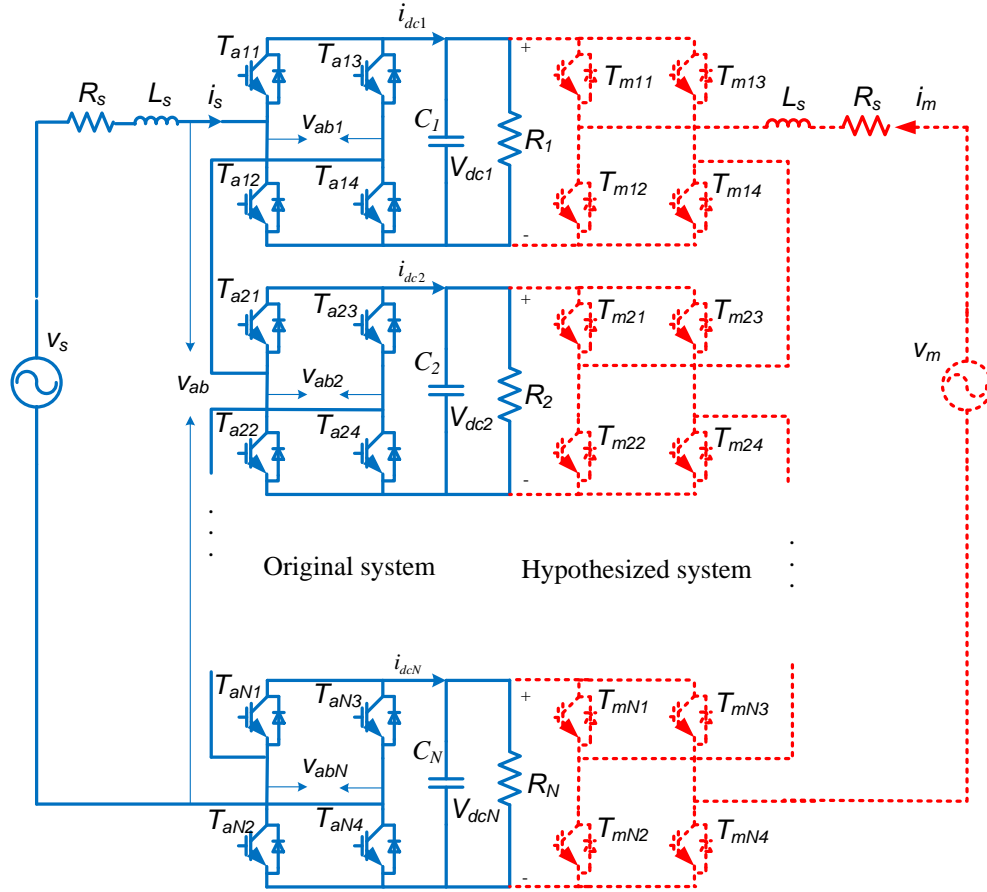 i_dc1
T_a11
T_a13
+
T_m11
T_m13
R_s
L_s
i_s
v_ab1
C_1
R_1
V_dc1
L_s
R_s
i_m
T_a12
T_a14
T_m12
T_m14
-
i_dc2
T_a21
T_a23
+
T_m21
T_m23
v_s
v_ab
v_ab2
C_2
R_2
V_dc2
v_m
T_a22
T_a24
T_m22
T_m24
-
Original system
Hypothesized system
i_dcN
T_aN1
T_aN3
+
T_mN1
T_mN3
v_abN
C_N
R_N
V_dcN
T_aN2
T_aN4
T_mN2
T_mN4
-